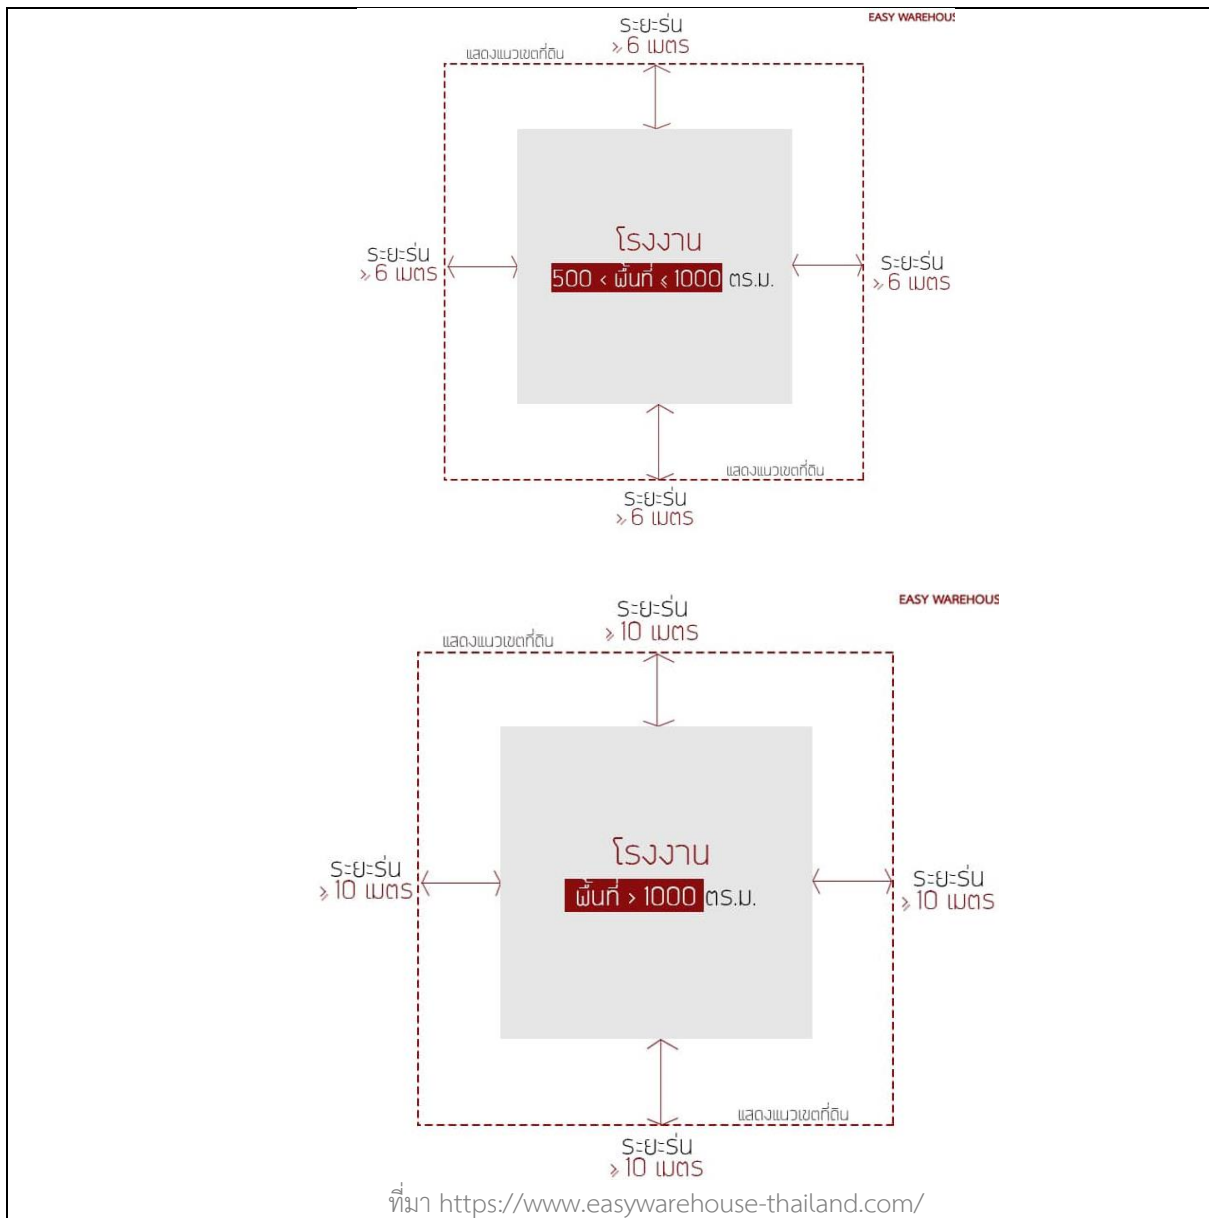 EASY WAREHOUS
ระยะร่น
⩾ 6 เมตร
แสดงแนวเขตที่ดิน
โรงงาน
500 < พื้นที่ ⩽ 1000 ตร.ม.
ระยะร่น
⩾ 6 เมตร
ระยะร่น
⩾ 6 เมตร
แสดงแนวเขตที่ดิน
ระยะร่น
⩾ 6 เมตร
EASY WAREHOUS
ระยะร่น
⩾ 10 เมตร
แสดงแนวเขตที่ดิน
โรงงาน
พื้นที่ > 1000 ตร.ม.
ระยะร่น
⩾ 10 เมตร
ระยะร่น
⩾ 10 เมตร
แสดงแนวเขตที่ดิน
ระยะร่น
⩾ 10 เมตร
ที่มา https://www.easywarehouse-thailand.com/